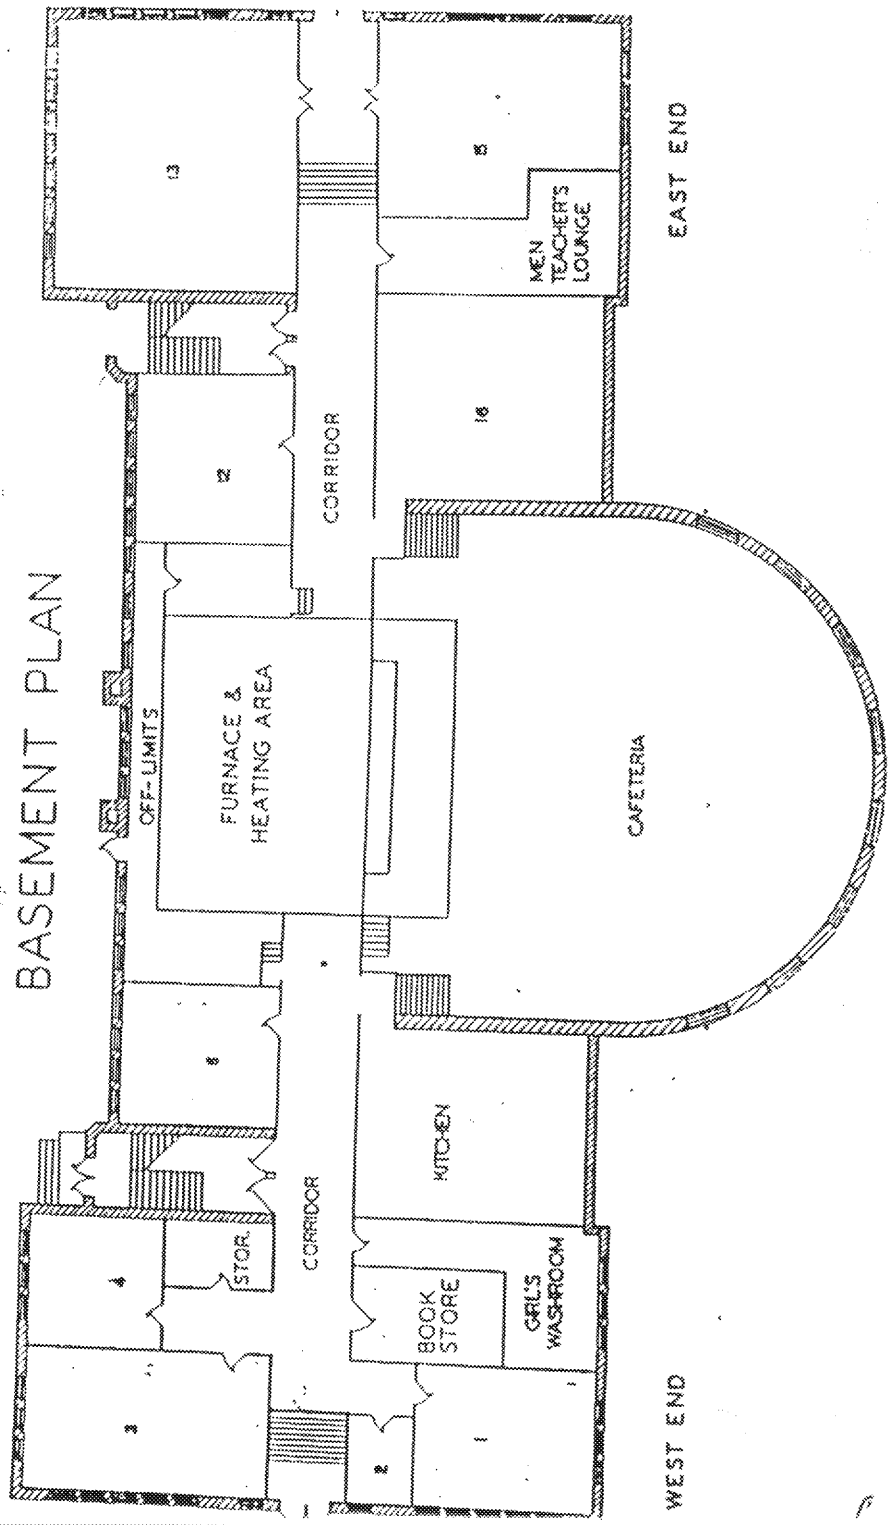 BASEMENT PLAN
13
15
MEN
TEACHER'S
LOUNGE
EAST END
12
CORRIDOR
16
OFF-LIMITS
FURNACE &
HEATING AREA
CAFETERIA
KITCHEN
CORRIDOR
4
STOR.
BOOK
STORE
GIRL'S
WASHROOM
3
2
1
WEST END